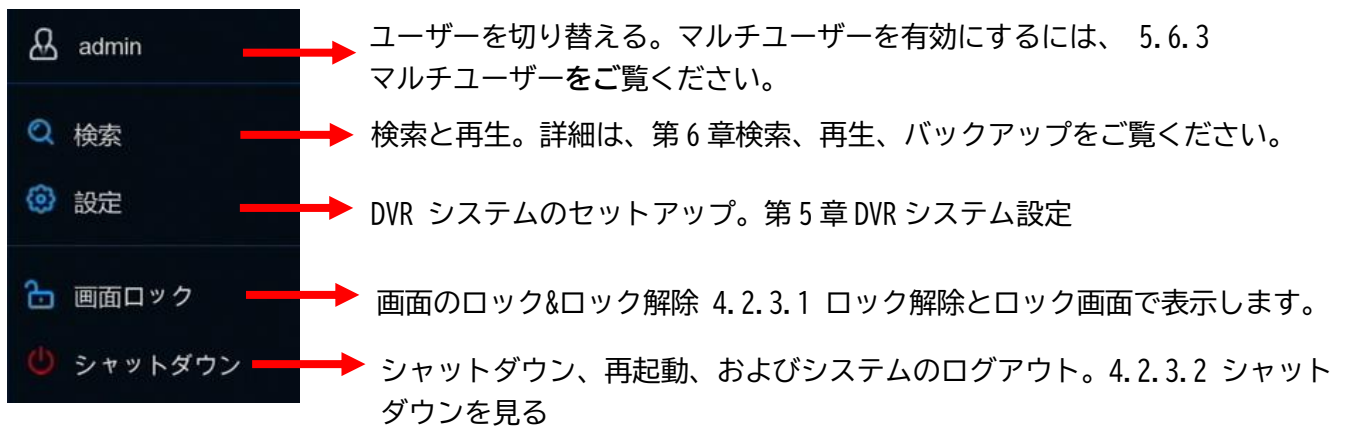 admin
ユーザーを切り替える。マルチユーザーを有効にするには、 5.6.3
マルチユーザーをご覧ください。
検索
検索と再生。詳細は、第6章検索、再生、バックアップをご覧ください。
設定
DVR システムのセットアップ。第5章DVRシステム設定
画面ロック
画面のロック&ロック解除 4.2.3.1 ロック解除とロック画面で表示します。
シャットダウン
シャットダウン、再起動、およびシステムのログアウト。4.2.3.2 シャット
ダウンを見る